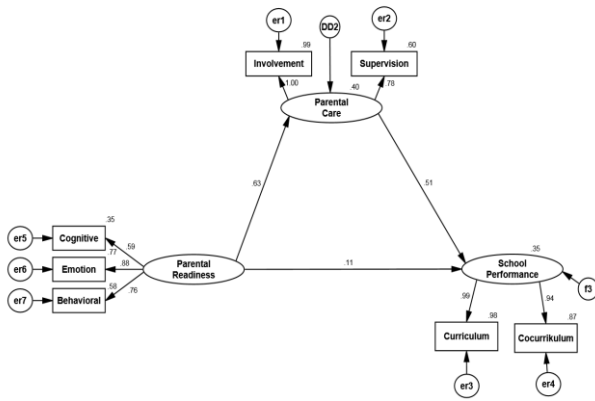 er1
DD2
er2
.99
.60
Involvement
Supervision
1.00
.40
.78
Parental
Care
.63
.51
.35
er5
Cognitive
.59
.77
er6
Emotion
.88
Parental
Readiness
.11
.35
School
Performance
.58
er7
Behavioral
.76
f3
.99
.94
.98
.87
Curriculum
Cocurrikulum
er3
er4